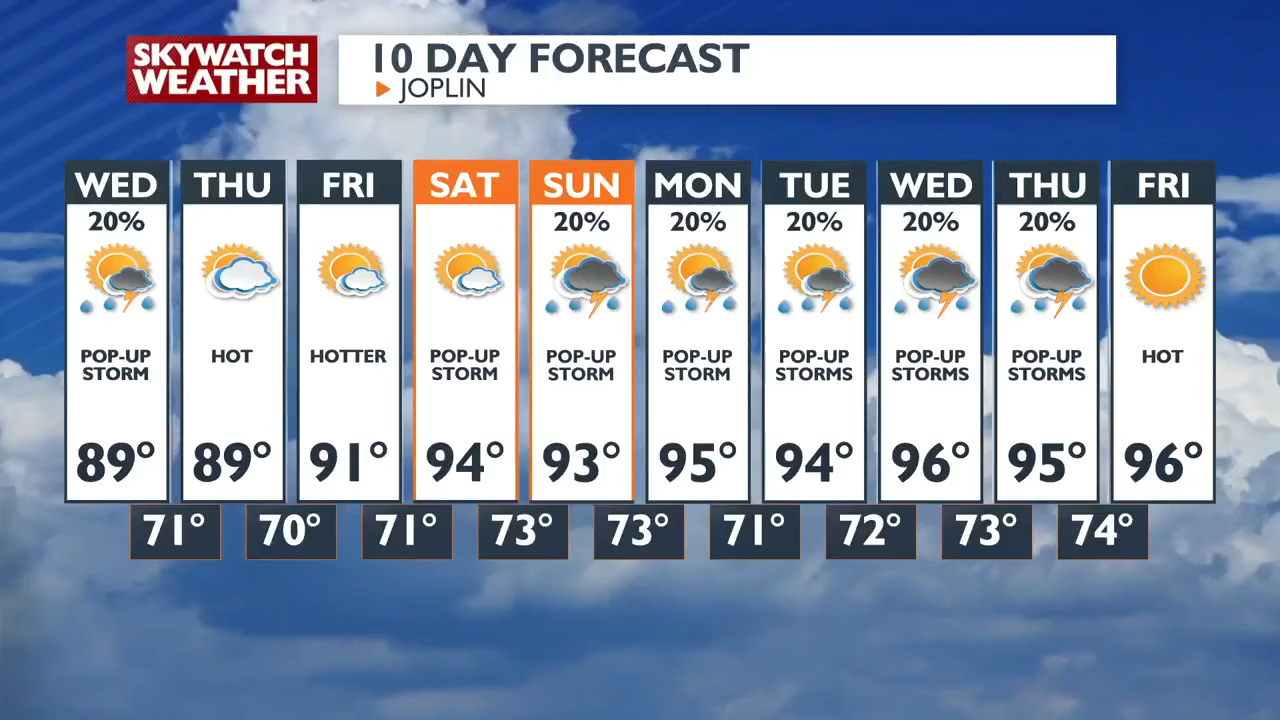 SKYWATCH
WEATHER
10 DAY FORECAST
JOPLIN
WED THU FRI SAT SUN MON TUE WED THU FRI
20% 20% 20% 20% 20% 20%
POP-UP HOT HOTTER POP-UP POP-UP POP-UP POP-UP POP-UP POP-UP HOT
STORM STORM STORM STORM STORMS STORMS STORMS
89° 89° 91° 94° 93° 95° 94° 96° 95° 96°
71° 70° 71° 73° 73° 71° 72° 73° 74°